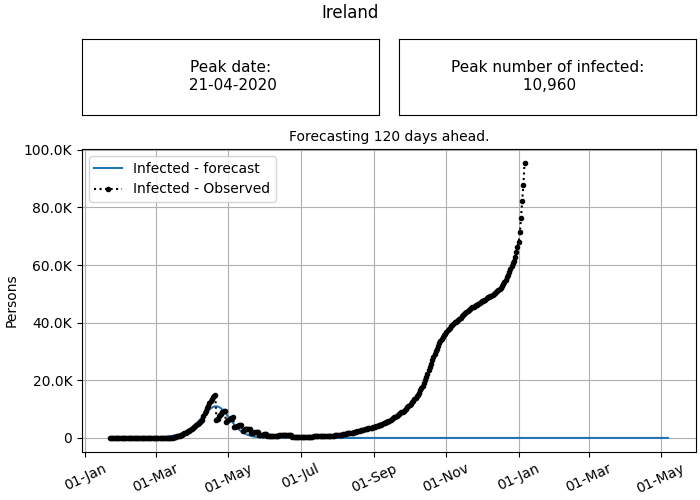 Ireland
Peak date:
21-04-2020
Peak number of infected:
10,960
Forecasting 120 days ahead.
100.0K
80.0K
60.0K
40.0K
20.0K
0
Persons
Infected - forecast
Infected - Observed
01-Jan
01-Mar
01-May
01-Jul
01-Sep
01-Nov
01-Jan
01-Mar
01-May